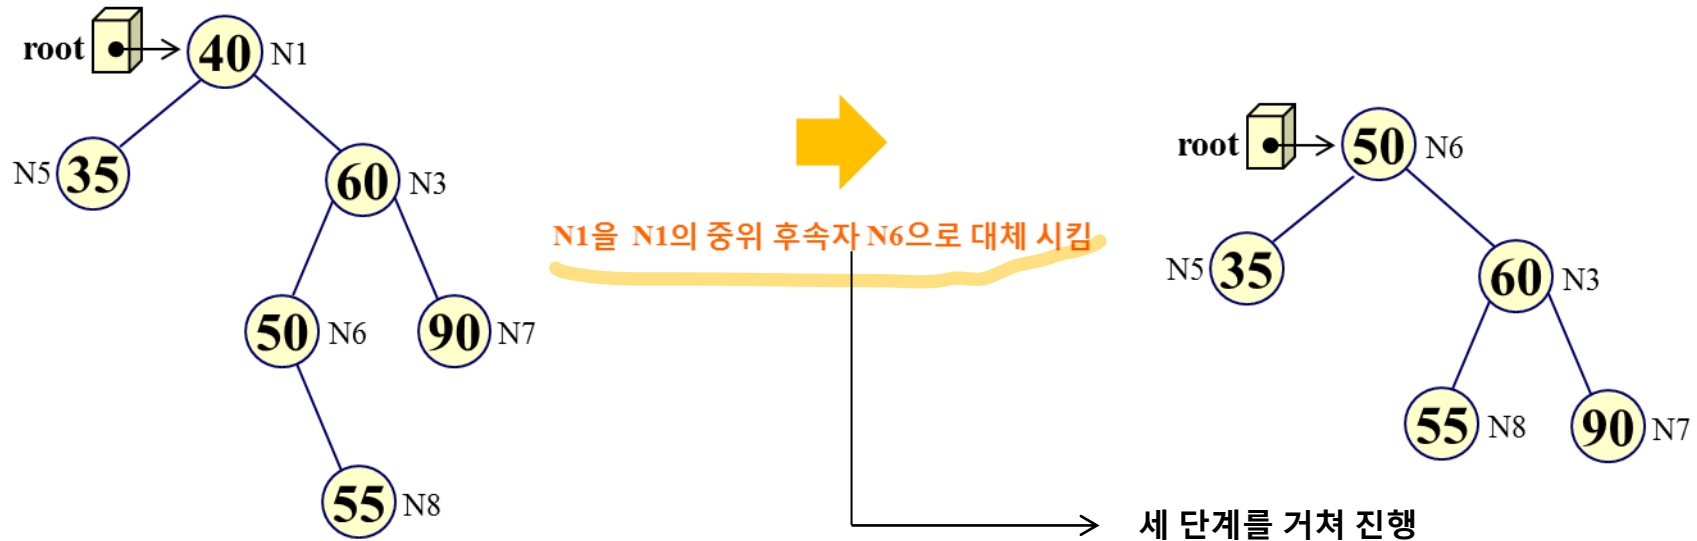 root
40 N1
N5 35
60 N3
50 N6
90 N7
55 N8
N1을 N1의 중위 후속자 N6으로 대체 시킴
root
50 N6
N5 35
60 N3
55 N8
90 N7
세 단계를 거쳐 진행